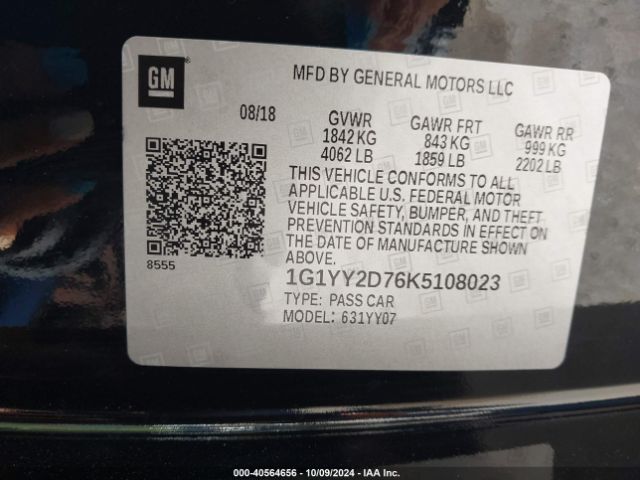 GM
MFD BY GENERAL MOTORS LLC
08/18
GVWR
1842 KG
4062 LB
GAWR FRT
843 KG
1859 LB
GAWR RR
999 KG
2202 LB
THIS VEHICLE CONFORMS TO ALL
APPLICABLE U.S. FEDERAL MOTOR
VEHICLE SAFETY, BUMPER, AND THEFT
PREVENTION STANDARDS IN EFFECT ON
THE DATE OF MANUFACTURE SHOWN
ABOVE.
8555
1G1YY2D76K5108023
TYPE: PASS CAR
MODEL: 631YY07
000-40564656 - 10/09/2024 - IAA Inc.